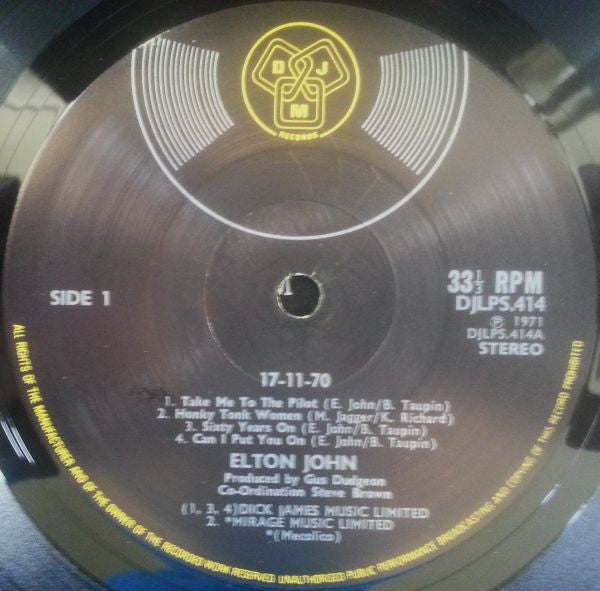 D J
M
RECORDS
SIDE 1
33⅓ RPM
DJLPS.414
℗ 1971
DJLPS.414A
STEREO
17-11-70
1. Take Me To The Pilot (E. John/B. Taupin)
2. Honky Tonk Women (M. Jagger/K. Richard)
3. Sixty Years On (E. John/B. Taupin)
4. Can I Put You On (E. John/B. Taupin)
ELTON JOHN
Produced by Gus Dudgeon
Co-Ordination Steve Brown
(1, 3, 4)DICK JAMES MUSIC LIMITED
2. *MIRAGE MUSIC LIMITED
*(Mecolico)
ALL RIGHTS OF THE MANUFACTURER AND OF THE OWNER OF THE RECORDED WORK RESERVED UNAUTHORISED PUBLIC PERFORMANCE BROADCASTING AND COPYING OF THIS RECORD PROHIBITED